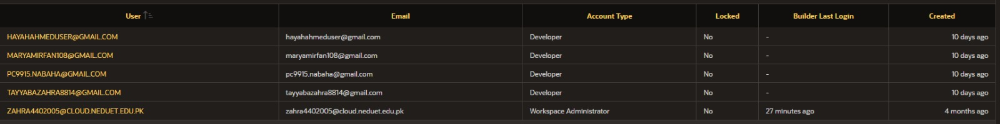 User Email Account Type Locked Builder Last Login Created
HAYAHAHMEDUSER@GMAIL.COM hayahahmeduser@gmail.com Developer No - 10 days ago
MARYAMIRFAN108@GMAIL.COM maryamirfan108@gmail.com Developer No - 10 days ago
PC9915.NABAHA@GMAIL.COM pc9915.nabaha@gmail.com Developer No - 10 days ago
TAYYABAZAHRA8814@GMAIL.COM tayyabazahra8814@gmail.com Developer No - 10 days ago
ZAHRA4402005@CLOUD.NEDUET.EDU.PK zahra4402005@cloud.neduet.edu.pk Workspace Administrator No 27 minutes ago 4 months ago